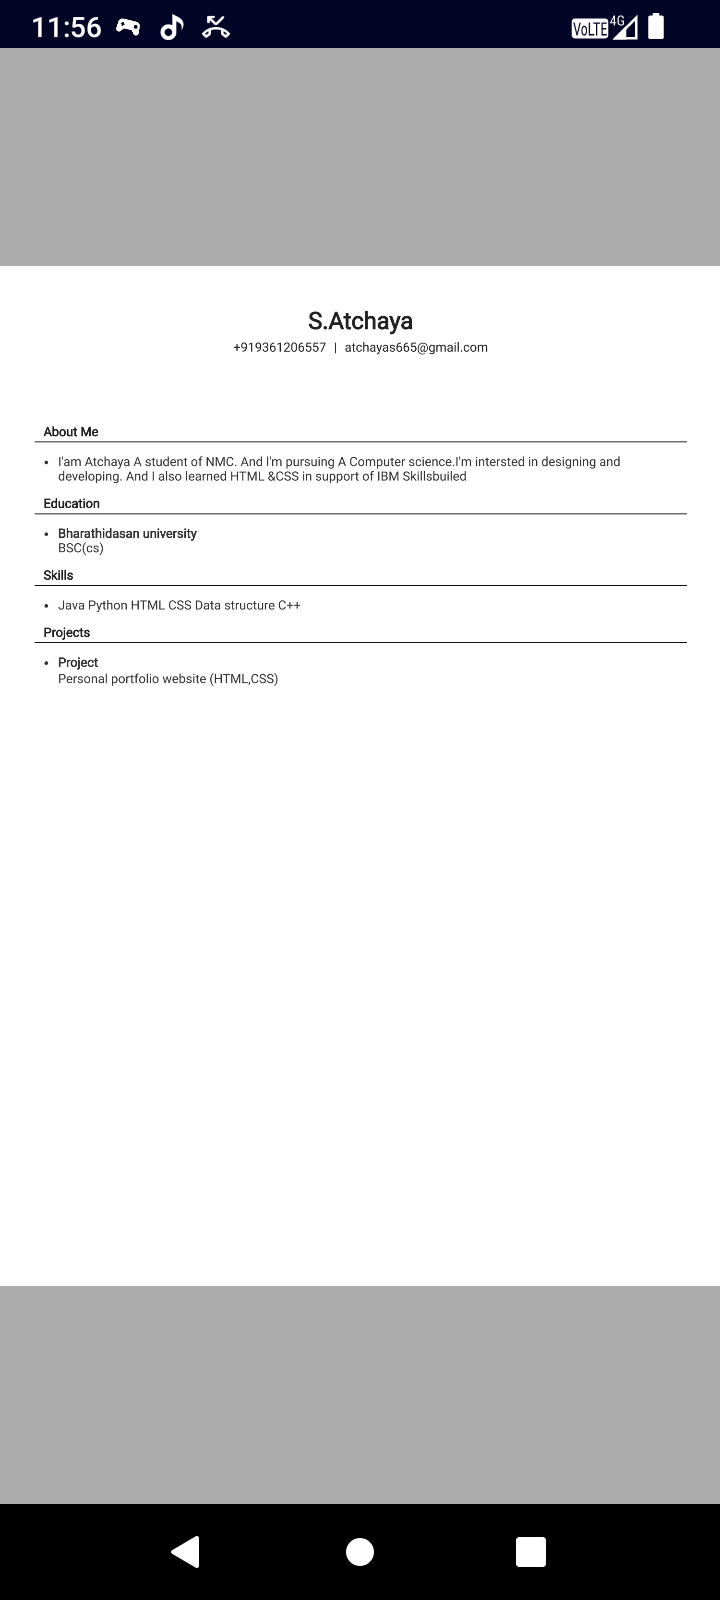 11:56 VoLTE 4G
S.Atchaya
+919361206557 | atchayas665@gmail.com
About Me
• I'am Atchaya A student of NMC. And I'm pursuing A Computer science.I'm intersted in designing and
developing. And I also learned HTML &CSS in support of IBM Skillsbuiled
Education
• Bharathidasan university
BSC(cs)
Skills
• Java Python HTML CSS Data structure C++
Projects
• Project
Personal portfolio website (HTML,CSS)